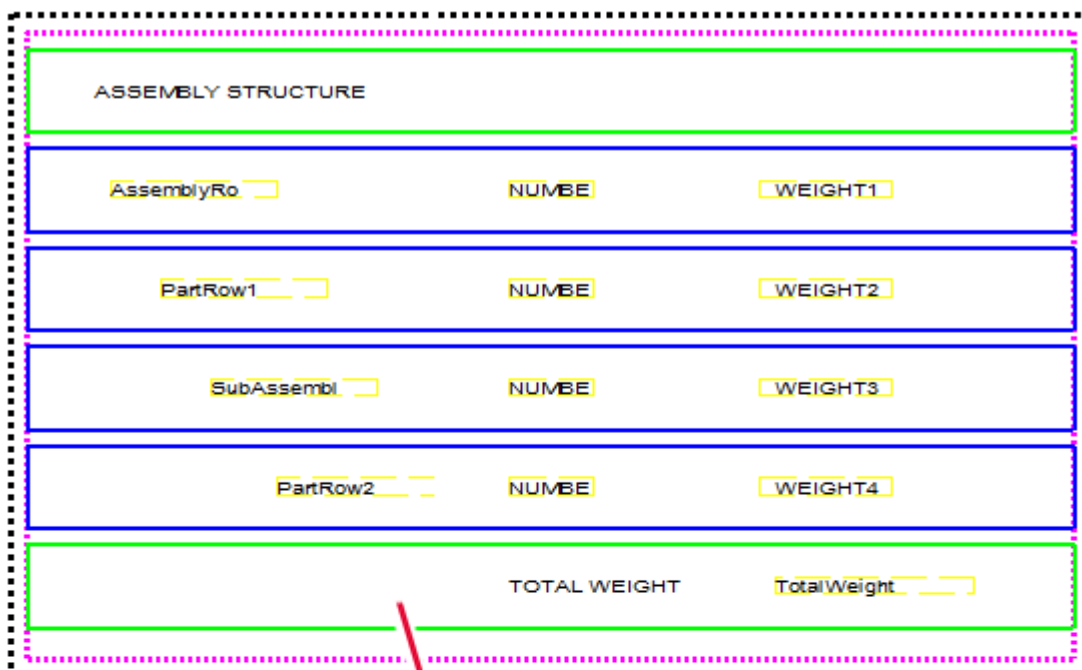 ASSEMBLY STRUCTURE
AssemblyRo NUMBE WEIGHT1
PartRow1 NUMBE WEIGHT2
SubAssembl NUMBE WEIGHT3
PartRow2 NUMBE WEIGHT4
TOTAL WEIGHT TotalWeight